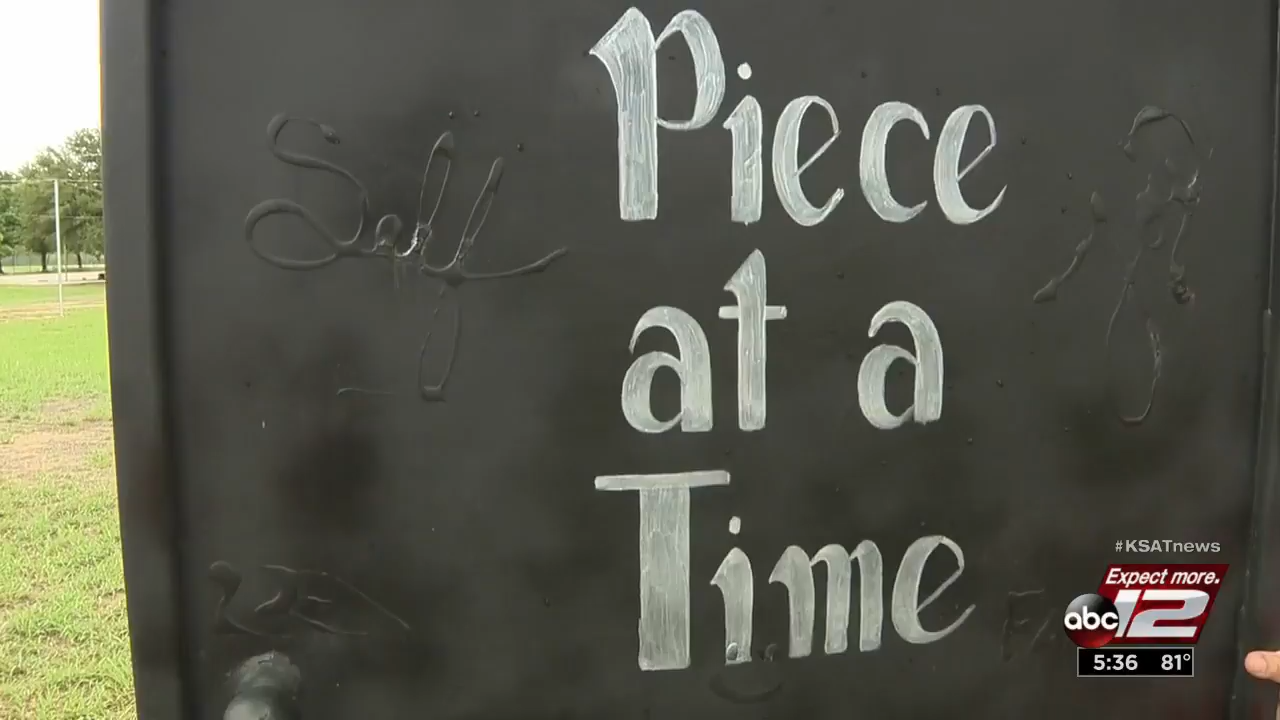 Piece
at a
Time
#KSATnews
Expect more.
abc 12
5:36 81°